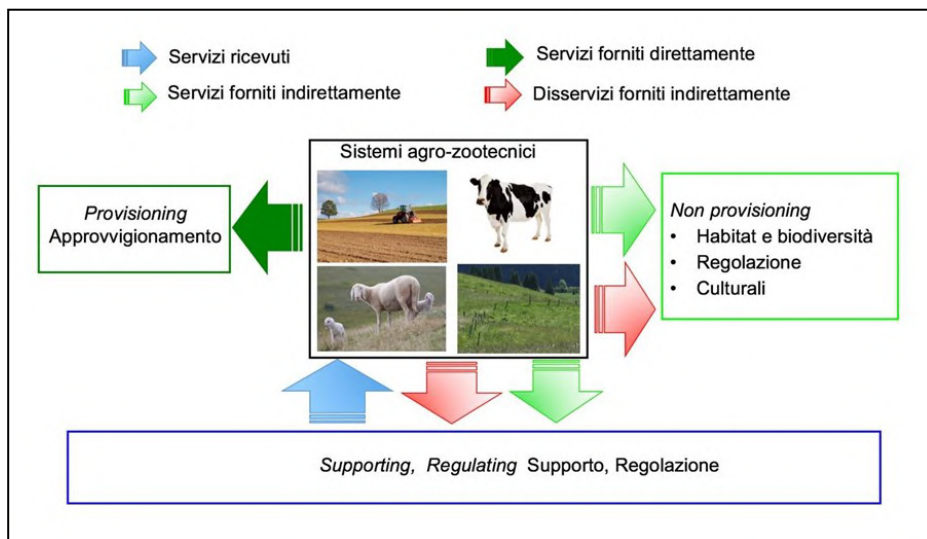 Servizi ricevuti
Servizi forniti direttamente
Servizi forniti indirettamente
Disservizi forniti indirettamente
Sistemi agro-zootecnici
Provisioning
Approvvigionamento
Non provisioning
• Habitat e biodiversità
• Regolazione
• Culturali
Supporting, Regulating Supporto, Regolazione